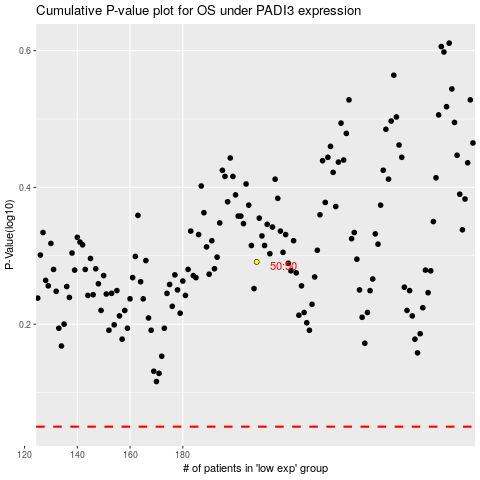 Cumulative P-value plot for OS under PADI3 expression
P-Value(log10)
0.6
0.4
0.2
50:50
120 140 160 180
# of patients in 'low exp' group